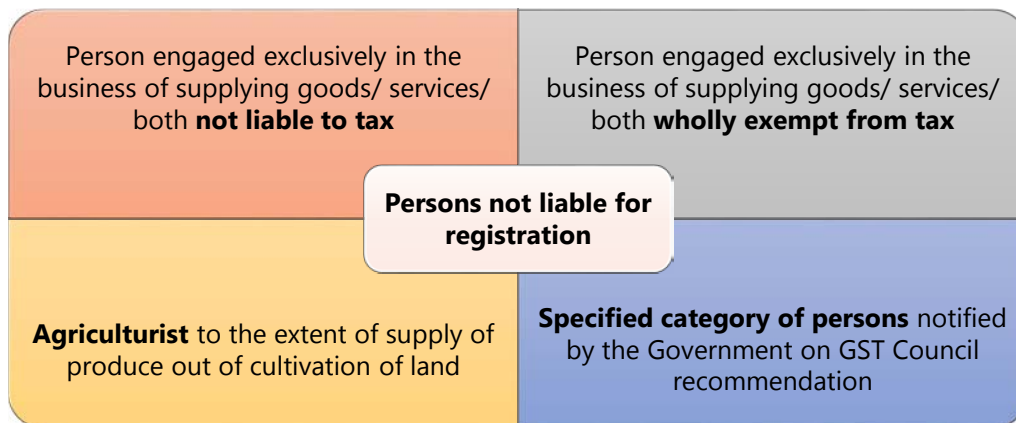 Person engaged exclusively in the
business of supplying goods/ services/
both not liable to tax
Person engaged exclusively in the
business of supplying goods/ services/
both wholly exempt from tax
Persons not liable for
registration
Agriculturist to the extent of supply of
produce out of cultivation of land
Specified category of persons notified
by the Government on GST Council
recommendation